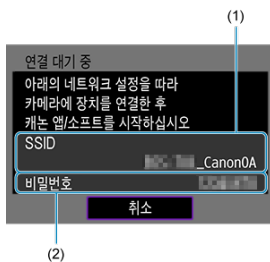 (1)
연결 대기 중
아래의 네트워크 설정을 따라
카메라에 장치를 연결한 후
캐논 앱/소프트를 시작하십시오
SSID
_Canon0A
비밀번호
취소
(2)